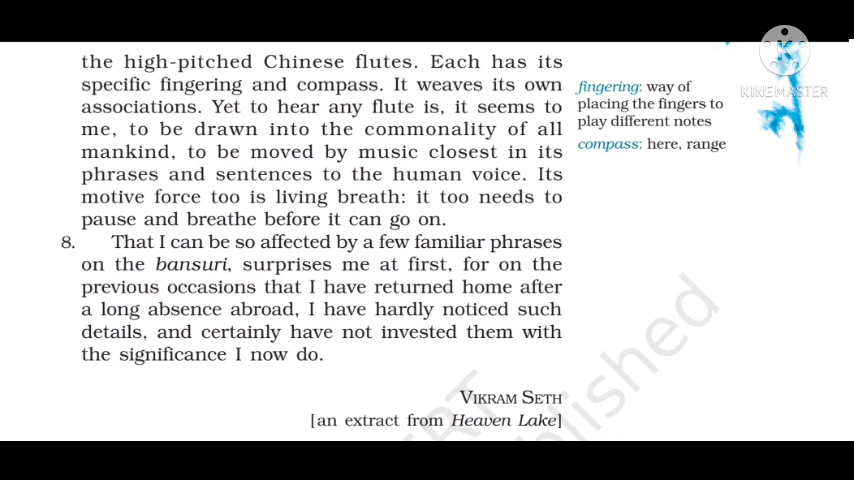 the high-pitched Chinese flutes. Each has its
specific fingering and compass. It weaves its own
associations. Yet to hear any flute is, it seems to
me, to be drawn into the commonality of all
mankind, to be moved by music closest in its
phrases and sentences to the human voice. Its
motive force too is living breath: it too needs to
pause and breathe before it can go on.
8. That I can be so affected by a few familiar phrases
on the bansuri, surprises me at first, for on the
previous occasions that I have returned home after
a long absence abroad, I have hardly noticed such
details, and certainly have not invested them with
the significance I now do.
VIKRAM SETH
[an extract from Heaven Lake]
fingering: way of
placing the fingers to
play different notes
compass: here, range
KINEMASTER